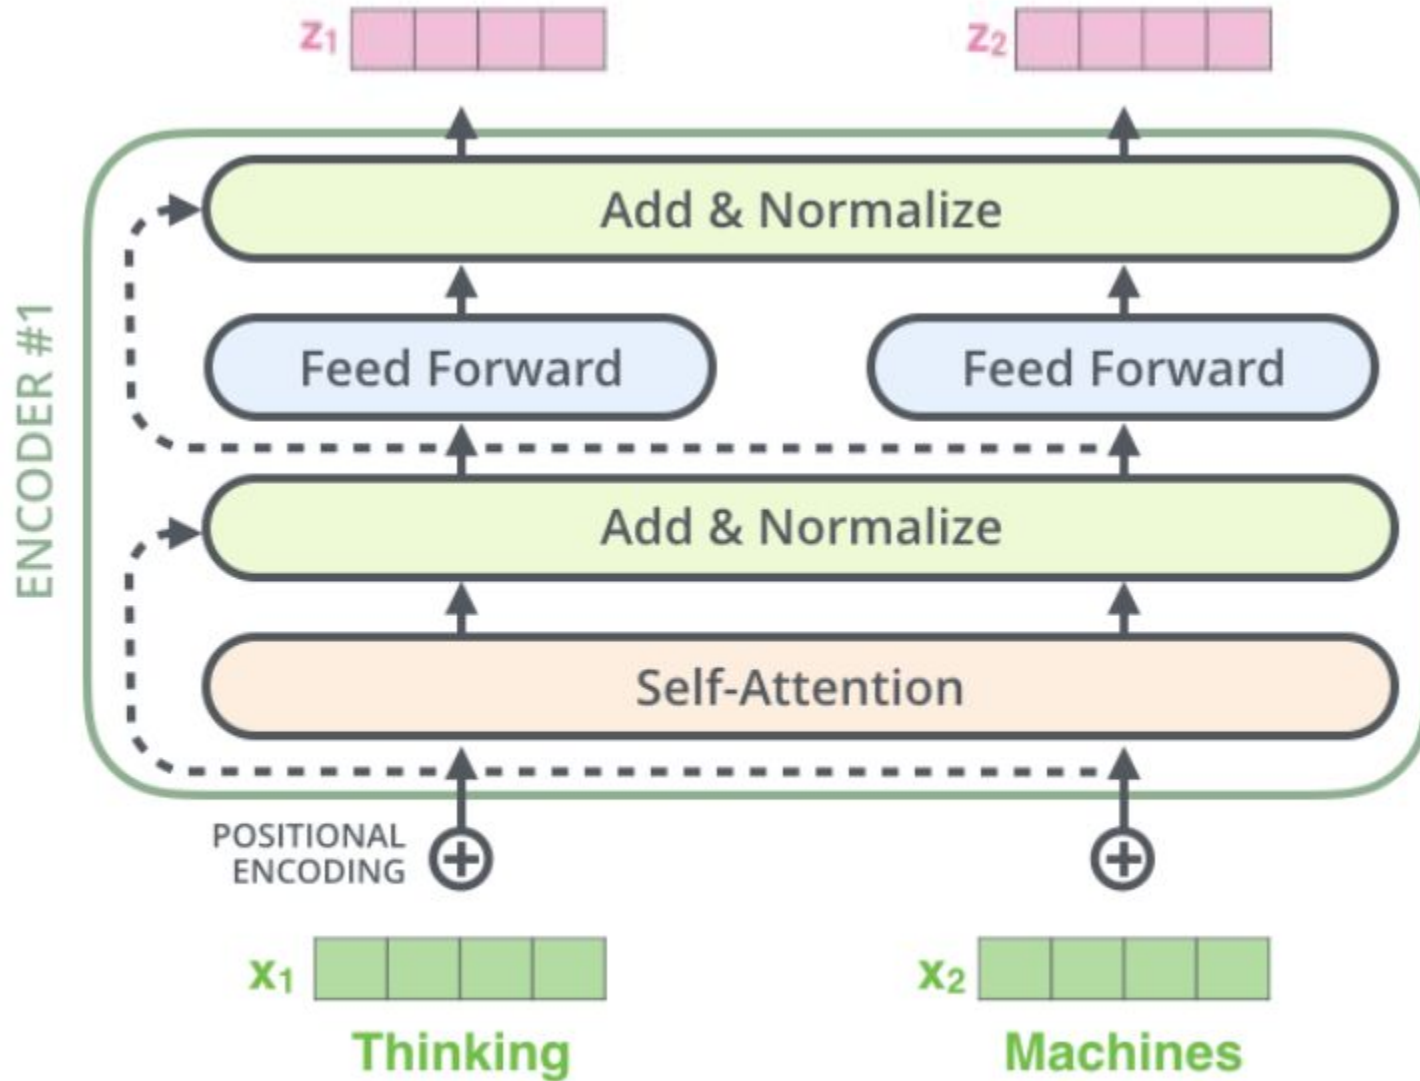 z₁
z₂
Add & Normalize
Feed Forward
Feed Forward
Add & Normalize
Self-Attention
ENCODER #1
POSITIONAL
ENCODING
x₁
x₂
Thinking
Machines